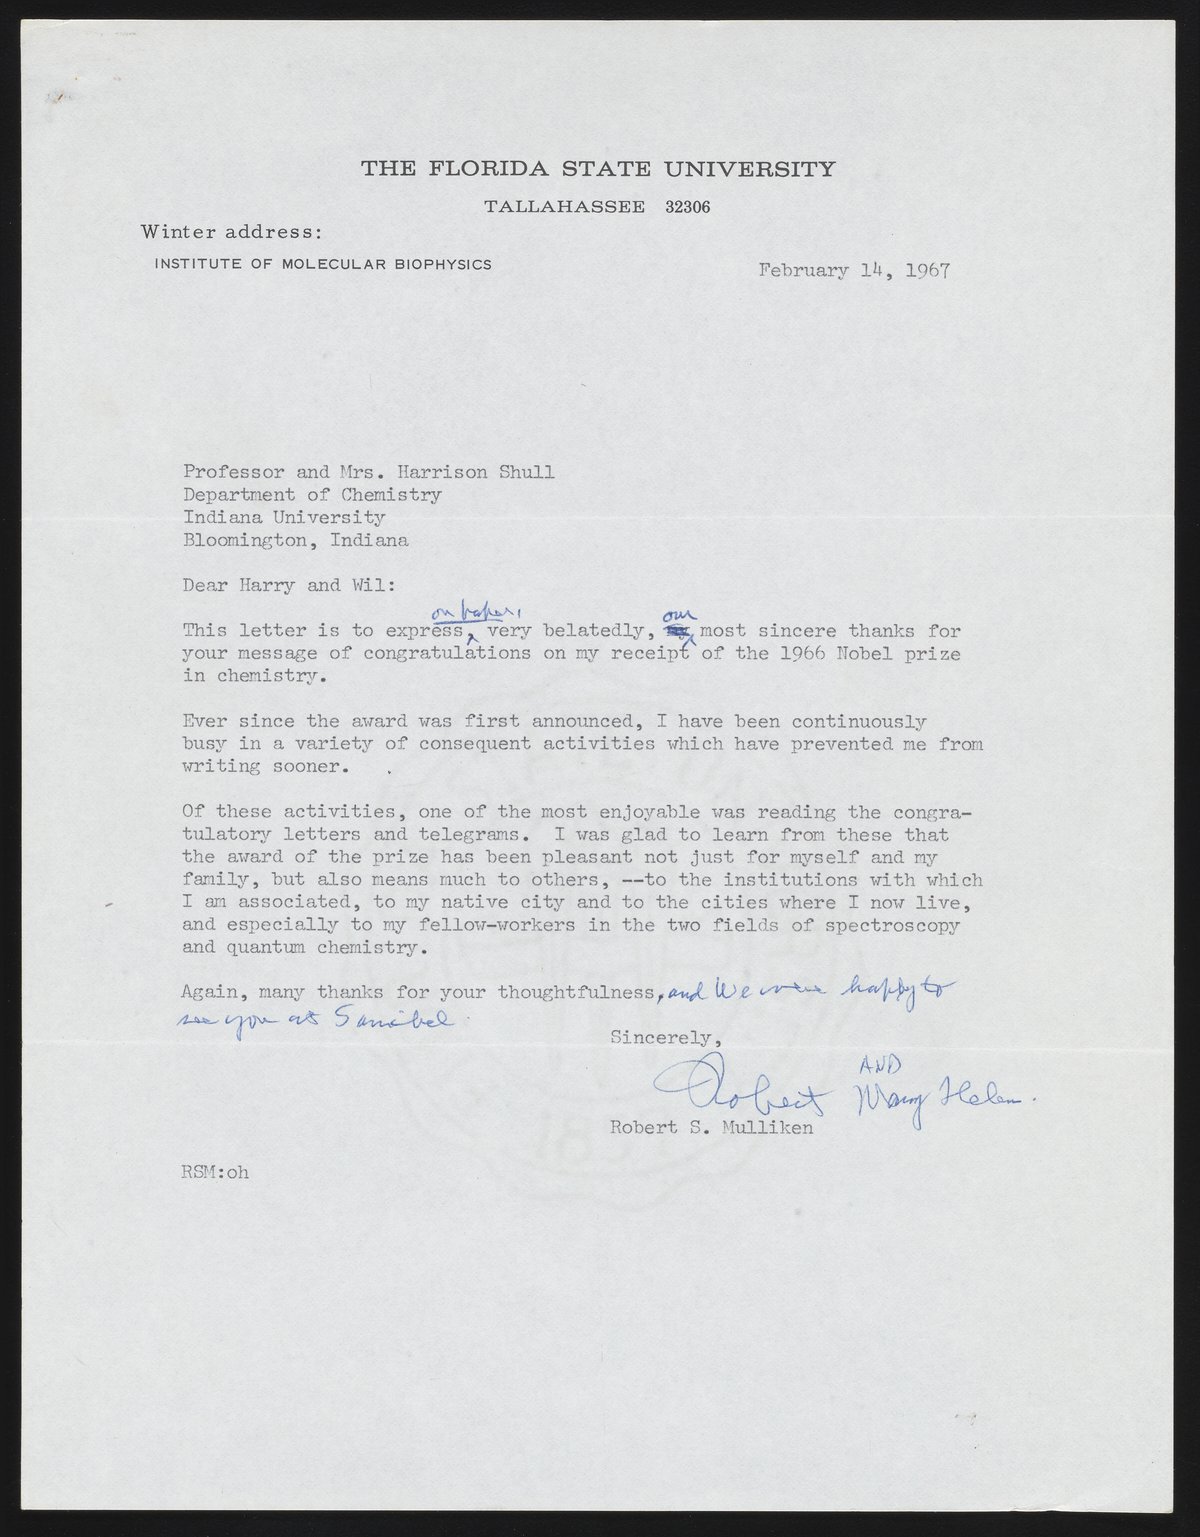 THE FLORIDA STATE UNIVERSITY
TALLAHASSEE 32306
Winter address:
INSTITUTE OF MOLECULAR BIOPHYSICS
February 14, 1967
Professor and Mrs. Harrison Shull
Department of Chemistry
Indiana University
Bloomington, Indiana
Dear Harry and Wil:
on paper,
our
This letter is to express, very belatedly, my most sincere thanks for
your message of congratulations on my receipt of the 1966 Nobel prize
in chemistry.
Ever since the award was first announced, I have been continuously
busy in a variety of consequent activities which have prevented me from
writing sooner.
Of these activities, one of the most enjoyable was reading the congra-
tulatory letters and telegrams. I was glad to learn from these that
the award of the prize has been pleasant not just for myself and my
family, but also means much to others, --to the institutions with which
I am associated, to my native city and to the cities where I now live,
and especially to my fellow-workers in the two fields of spectroscopy
and quantum chemistry.
Again, many thanks for your thoughtfulness, and We were happy to
see you at Sanibel.
Sincerely,
AND
Robert Mary Helen.
Robert S. Mulliken
RSM:oh